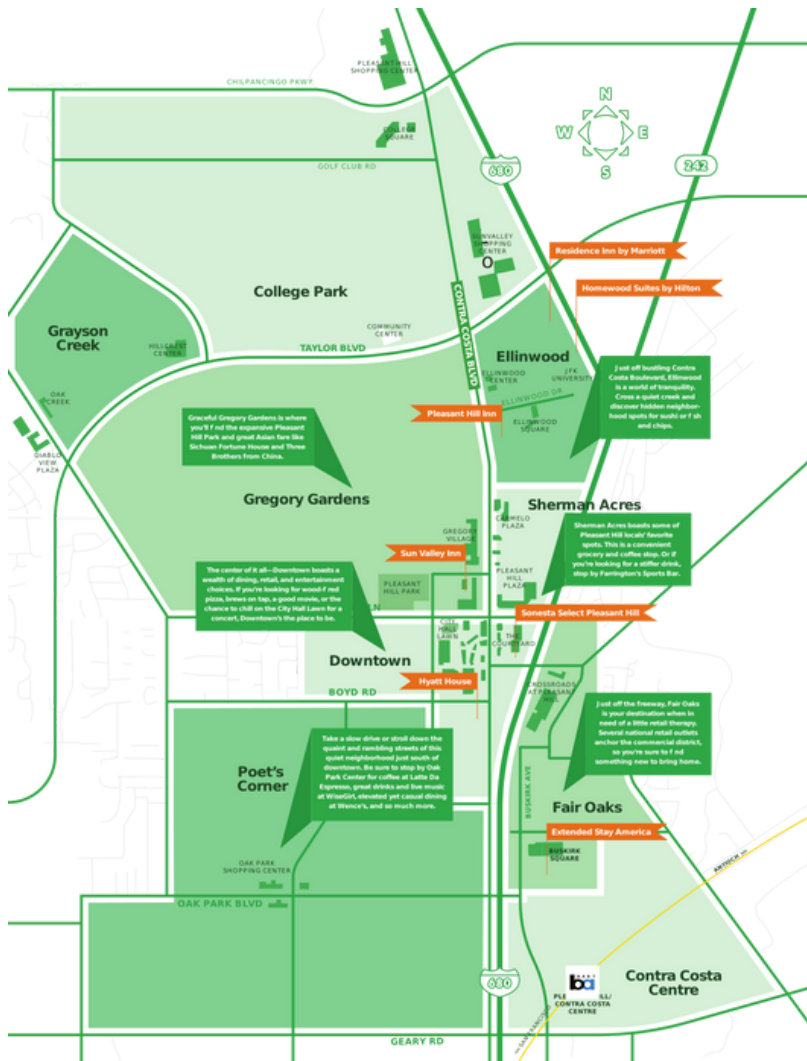 PLEASANT HILL
SHOPPING CENTER
CHILPANCINGO PKWY
N
W
E
S
COLLEGE
SQUARE
GOLF CLUB RD
680
242
SUNVALLEY
SHOPPING
CENTER
Residence Inn by Marriott
Homewood Suites by Hilton
College Park
CONTRA COSTA BLVD
Grayson
Creek
COMMUNITY
CENTER
HILLCREST
CENTER
TAYLOR BLVD
Ellinwood
ELLINWOOD
CENTER
JFK
UNIVERSITY
ELLINWOOD DR
ELLINWOOD
SQUARE
Just off bustling Contra
Costa Boulevard, Ellinwood
is a world of tranquility.
Cross a quiet creek and
discover hidden neighbor-
hood spots for sushi or f sh
and chips.
OAK
CREEK
DIABLO
VIEW
PLAZA
Pleasant Hill Inn
Graceful Gregory Gardens is where
you'll f nd the expansive Pleasant
Hill Park and great Asian fare like
Sichuan Fortune House and Three
Brothers from China.
Gregory Gardens
Sherman Acres
CARMELO
PLAZA
GREGORY
VILLAGE
Sherman Acres boasts some of
Pleasant Hill locals' favorite
spots. This is a convenient
grocery and coffee stop. Or if
you're looking for a stiffer drink,
stop by Farrington's Sports Bar.
Sun Valley Inn
PLEASANT
HILL
PLAZA
PLEASANT
HILL PARK
The center of it all—Downtown boasts a
wealth of dining, retail, and entertainment
choices. If you're looking for wood-f red
pizza, brews on tap, a good movie, or the
chance to chill on the City Hall Lawn for a
concert, Downtown's the place to be.
LN
Sonesta Select Pleasant Hill
CITY
HALL
LAWN
THE
COURTYARD
Downtown
Hyatt House
BOYD RD
CROSSROADS
AT PLEASANT
HILL
Just off the freeway, Fair Oaks
is your destination when in
need of a little retail therapy.
Several national retail outlets
anchor the commercial district,
so you're sure to f nd
something new to bring home.
Take a slow drive or stroll down the
quaint and rambling streets of this
quiet neighborhood just south of
downtown. Be sure to stop by Oak
Park Center for coffee at Latte Da
Espresso, great drinks and live music
at WiseGirl, elevated yet casual dining
at Wence's, and so much more.
Poet's
Corner
BUSKIRK AVE
Fair Oaks
Extended Stay America
BUSKIRK
SQUARE
ANTIOCH
OAK PARK
SHOPPING CENTER
OAK PARK BLVD
680
Contra Costa
Centre
ba
HILL/
CONTRA COSTA
CENTRE
SAN FRANCISCO
GEARY RD